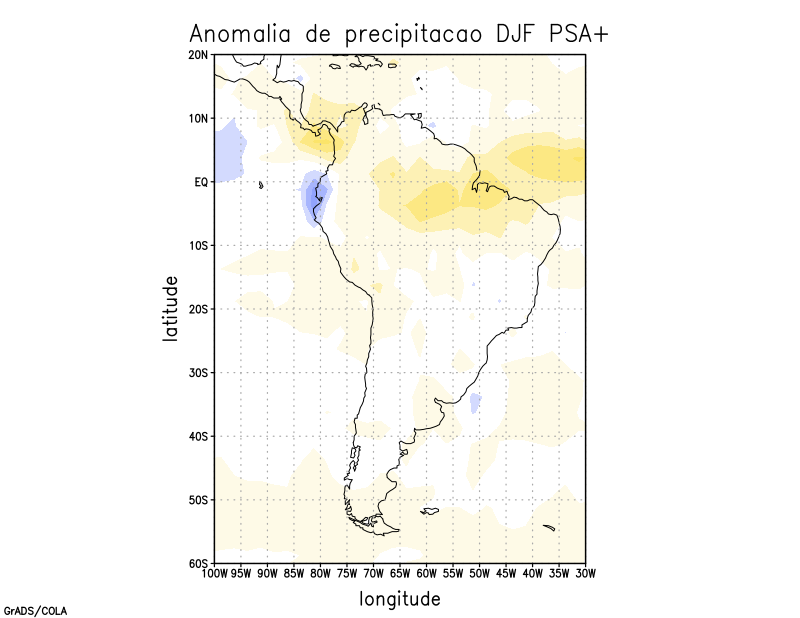 Anomalia de precipitacao DJF PSA+
20N
10N
EQ
10S
20S
30S
40S
50S
60S
latitude
100W 95W 90W 85W 80W 75W 70W 65W 60W 55W 50W 45W 40W 35W 30W
longitude
GrADS/COLA